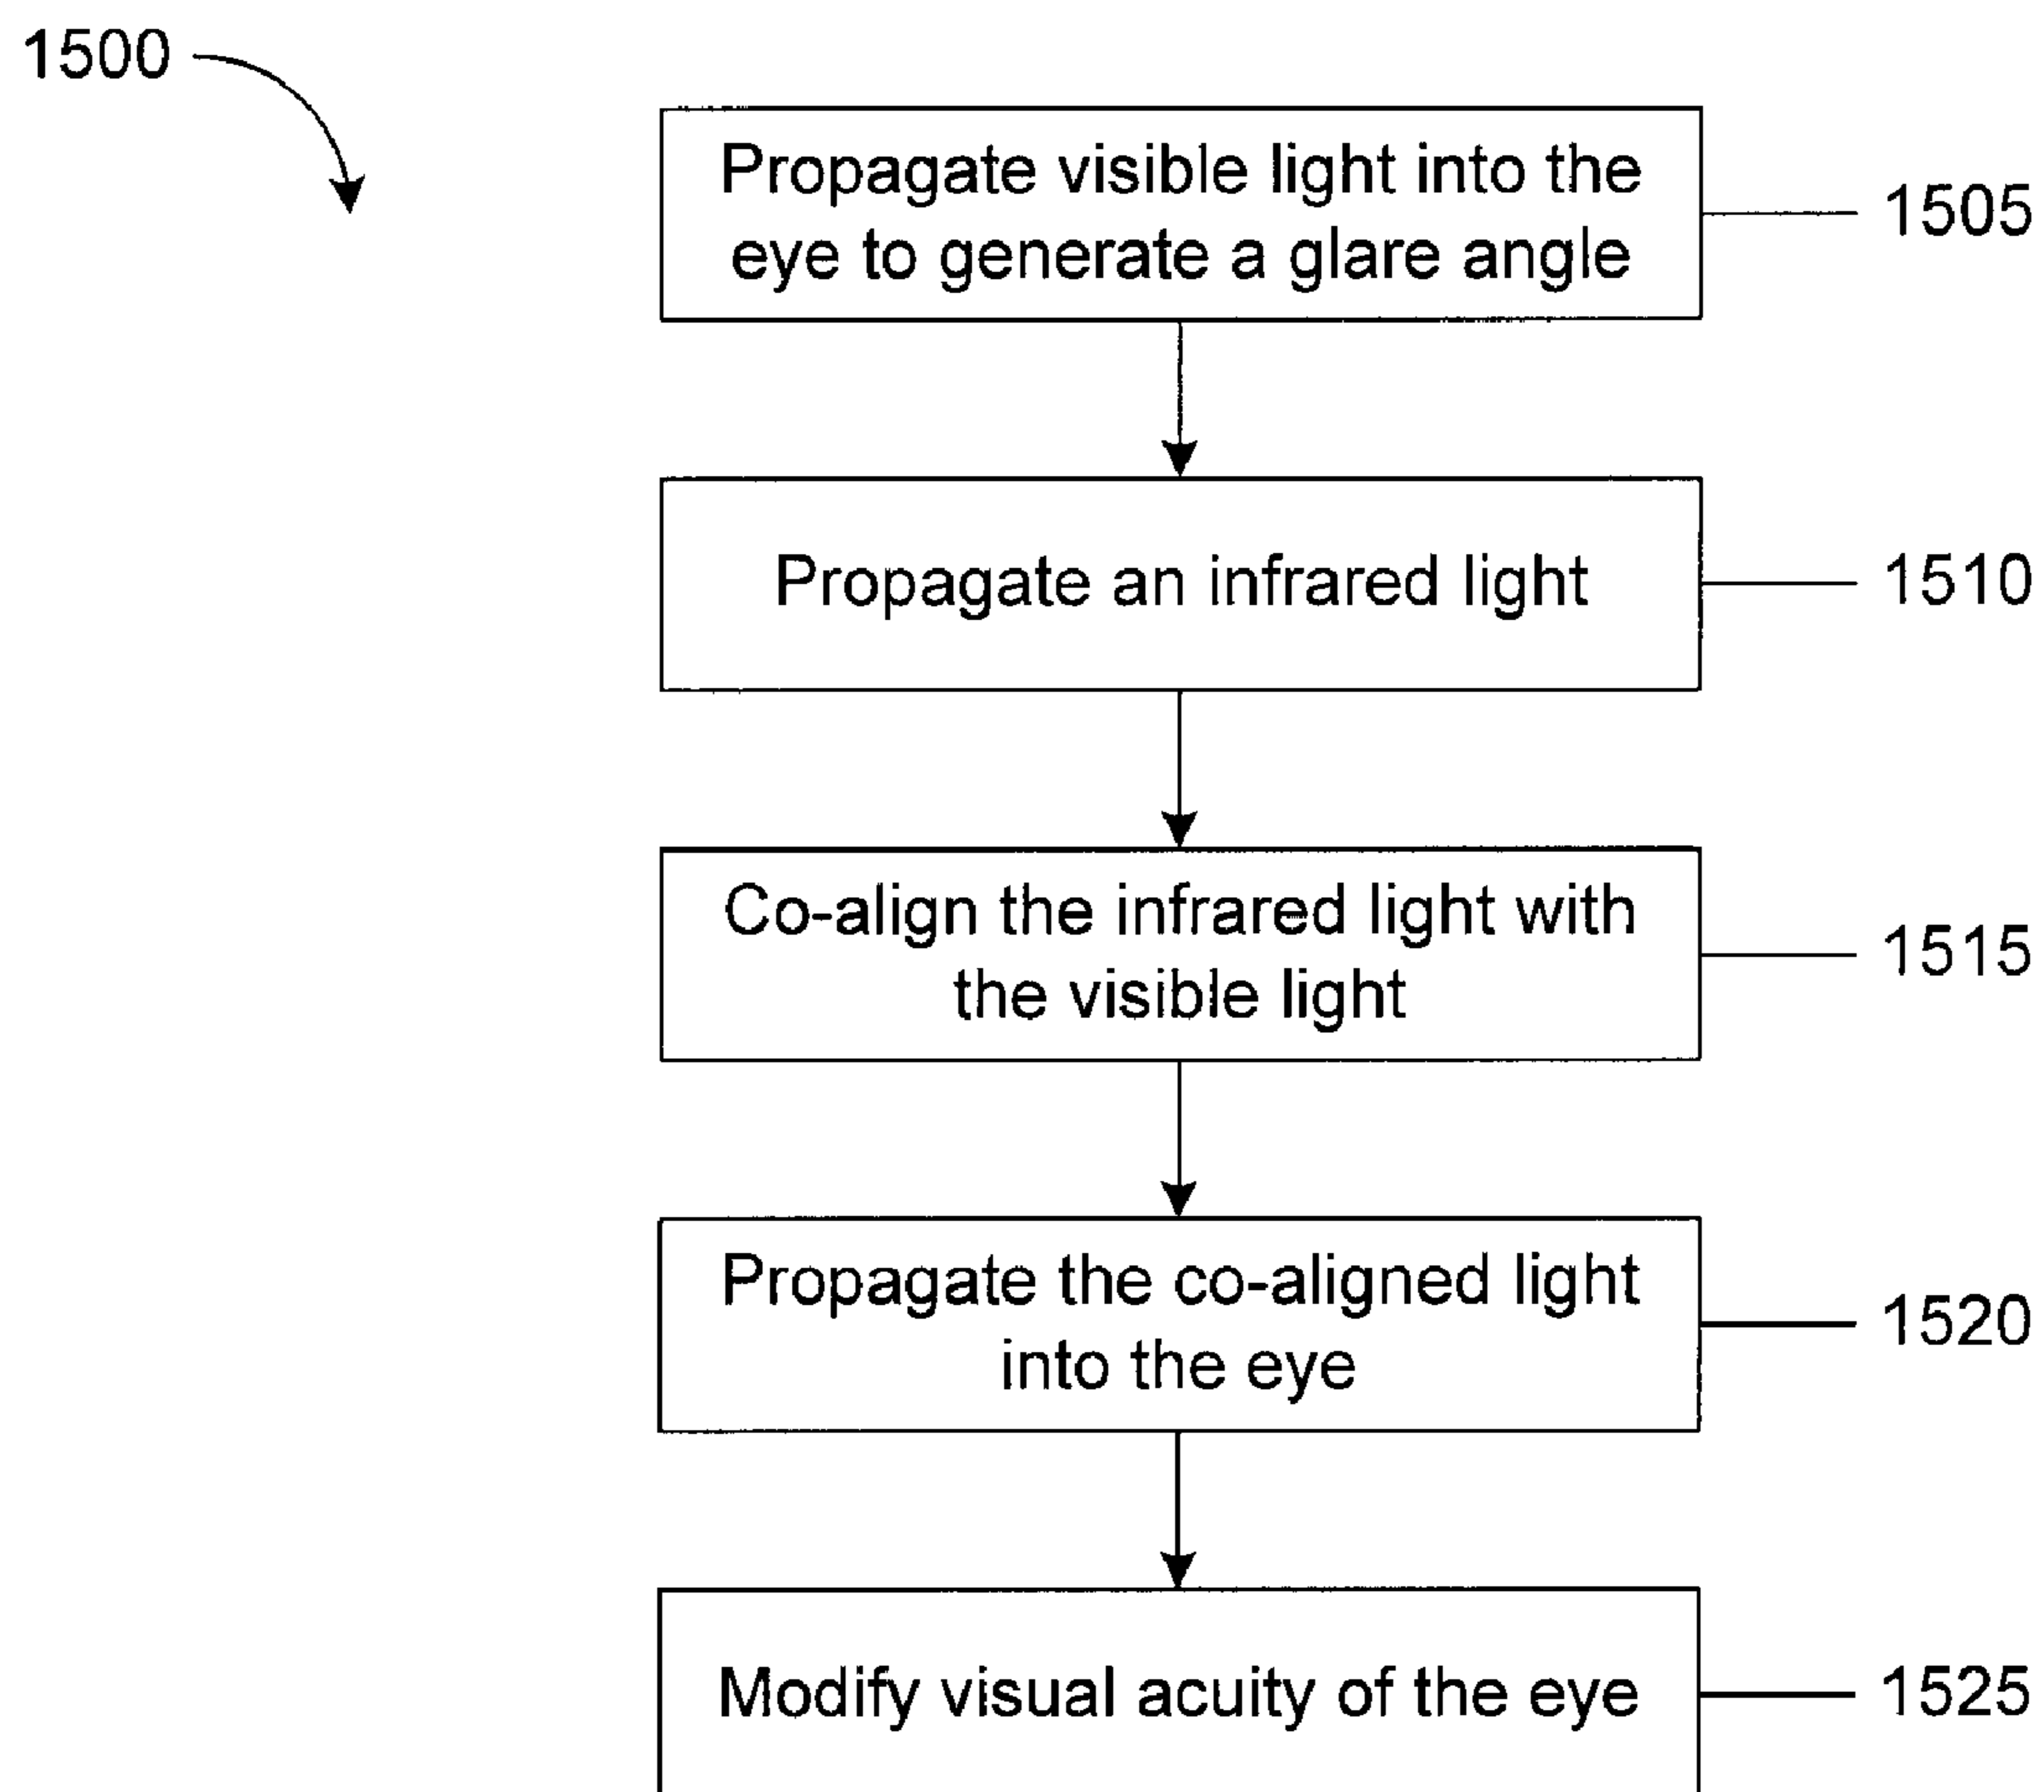 1500
Propagate visible light into the
eye to generate a glare angle
1505
Propagate an infrared light
1510
Co-align the infrared light with
the visible light
1515
Propagate the co-aligned light
into the eye
1520
Modify visual acuity of the eye
1525